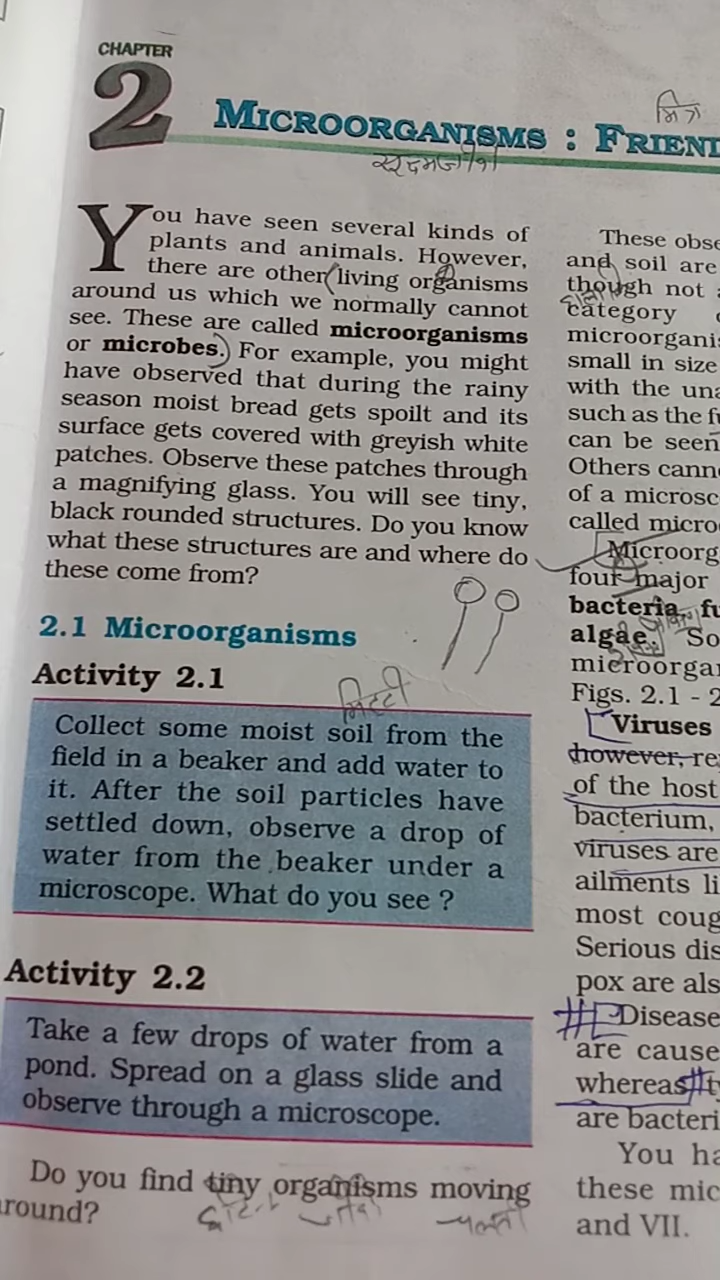 CHAPTER
2
MICROORGANISMS : FRIEN
मित्र
सूक्ष्मजीवी
You have seen several kinds of
plants and animals. However,
there are other living organisms
around us which we normally cannot
see. These are called microorganisms
or microbes. For example, you might
have observed that during the rainy
season moist bread gets spoilt and its
surface gets covered with greyish white
patches. Observe these patches through
a magnifying glass. You will see tiny,
black rounded structures. Do you know
what these structures are and where do
these come from?
2.1 Microorganisms
Activity 2.1
मिट्टी
Collect some moist soil from the
field in a beaker and add water to
it. After the soil particles have
settled down, observe a drop of
water from the beaker under a
microscope. What do you see ?
Activity 2.2
Take a few drops of water from a
pond. Spread on a glass slide and
observe through a microscope.
Do you find tiny organisms moving
round?
These obse
and soil are
though not
category
microorganis
small in size
with the una
such as the fu
can be seen
Others cann
of a microsc
called micro
Microorg
four major
bacteria, fu
algae. So
microorgan
Figs. 2.1 - 2
Viruses
however, re
of the host
bacterium,
viruses are
ailments li
most coug
Serious dis
pox are als
Disease
are cause
whereas ty
are bacteri
You ha
these mic
and VII.